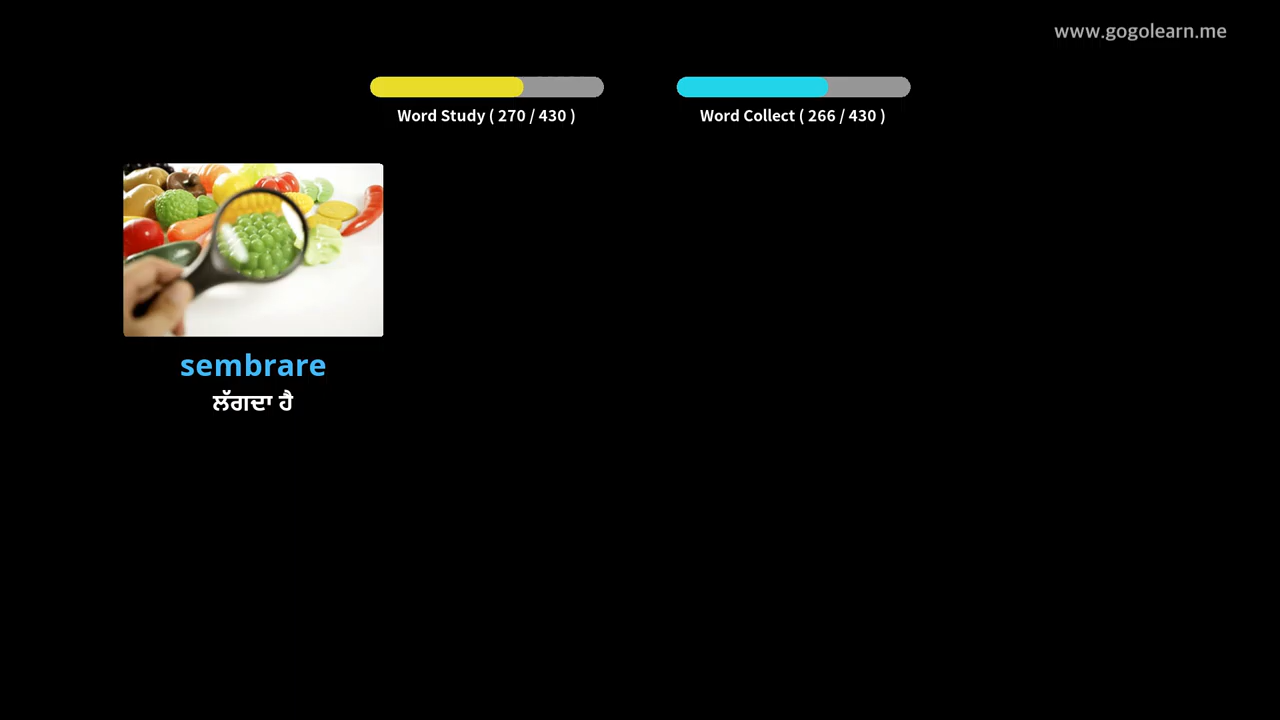 www.gogolearn.me
Word Study ( 270 / 430 )
Word Collect ( 266 / 430 )
sembrare
ਲੱਗਦਾ ਹੈ